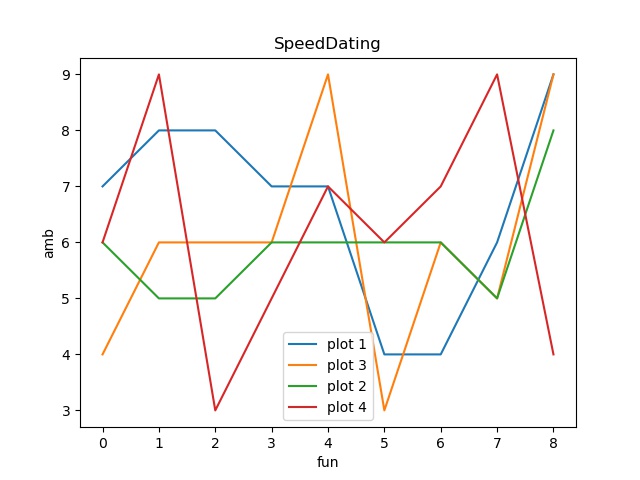 SpeedDating
amb
9
8
7
6
5
4
3
plot 1
plot 3
plot 2
plot 4
0 1 2 3 4 5 6 7 8
fun